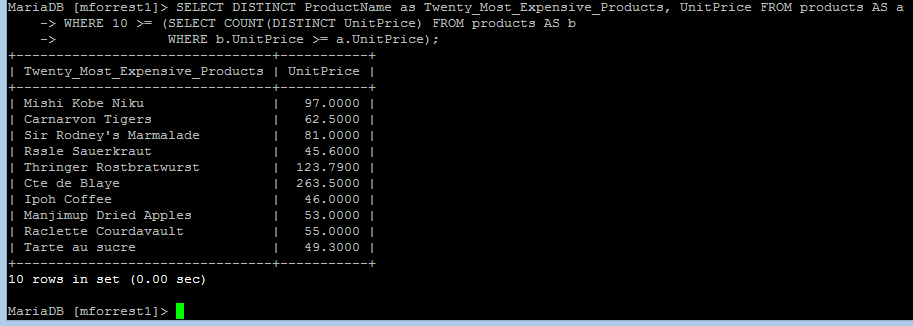 MariaDB [mforrest1]> SELECT DISTINCT ProductName as Twenty_Most_Expensive_Products, UnitPrice FROM products AS a
    -> WHERE 10 >= (SELECT COUNT(DISTINCT UnitPrice) FROM products AS b
    ->              WHERE b.UnitPrice >= a.UnitPrice);
+--------------------------------+-----------+
| Twenty_Most_Expensive_Products | UnitPrice |
+--------------------------------+-----------+
| Mishi Kobe Niku                |   97.0000 |
| Carnarvon Tigers               |   62.5000 |
| Sir Rodney's Marmalade         |   81.0000 |
| Rssle Sauerkraut               |   45.6000 |
| Thringer Rostbratwurst         |  123.7900 |
| Cte de Blaye                   |  263.5000 |
| Ipoh Coffee                    |   46.0000 |
| Manjimup Dried Apples          |   53.0000 |
| Raclette Courdavault           |   55.0000 |
| Tarte au sucre                 |   49.3000 |
+--------------------------------+-----------+
10 rows in set (0.00 sec)
MariaDB [mforrest1]>